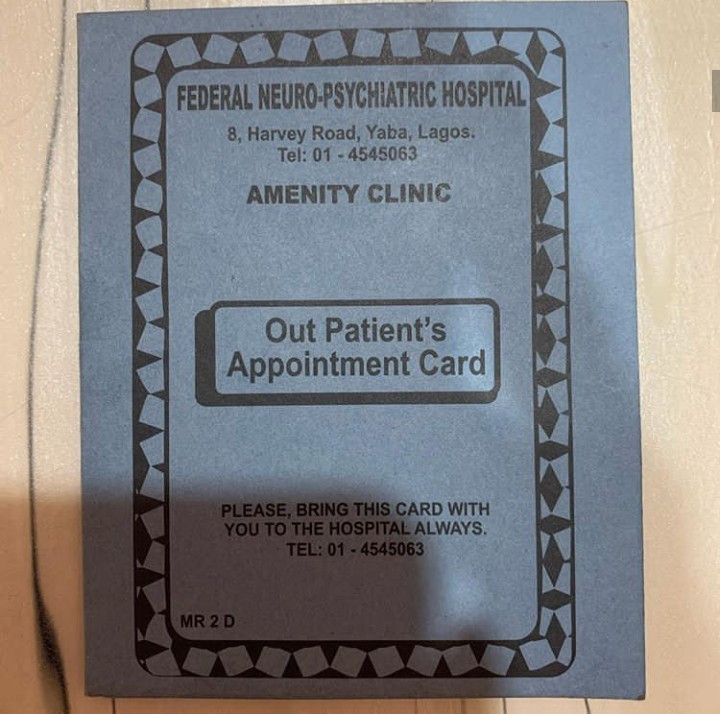 FEDERAL NEURO-PSYCHIATRIC HOSPITAL
8, Harvey Road, Yaba, Lagos.
Tel: 01 - 4545063
AMENITY CLINIC
Out Patient's
Appointment Card
PLEASE, BRING THIS CARD WITH
YOU TO THE HOSPITAL ALWAYS.
TEL: 01 - 4545063
MR 2 D